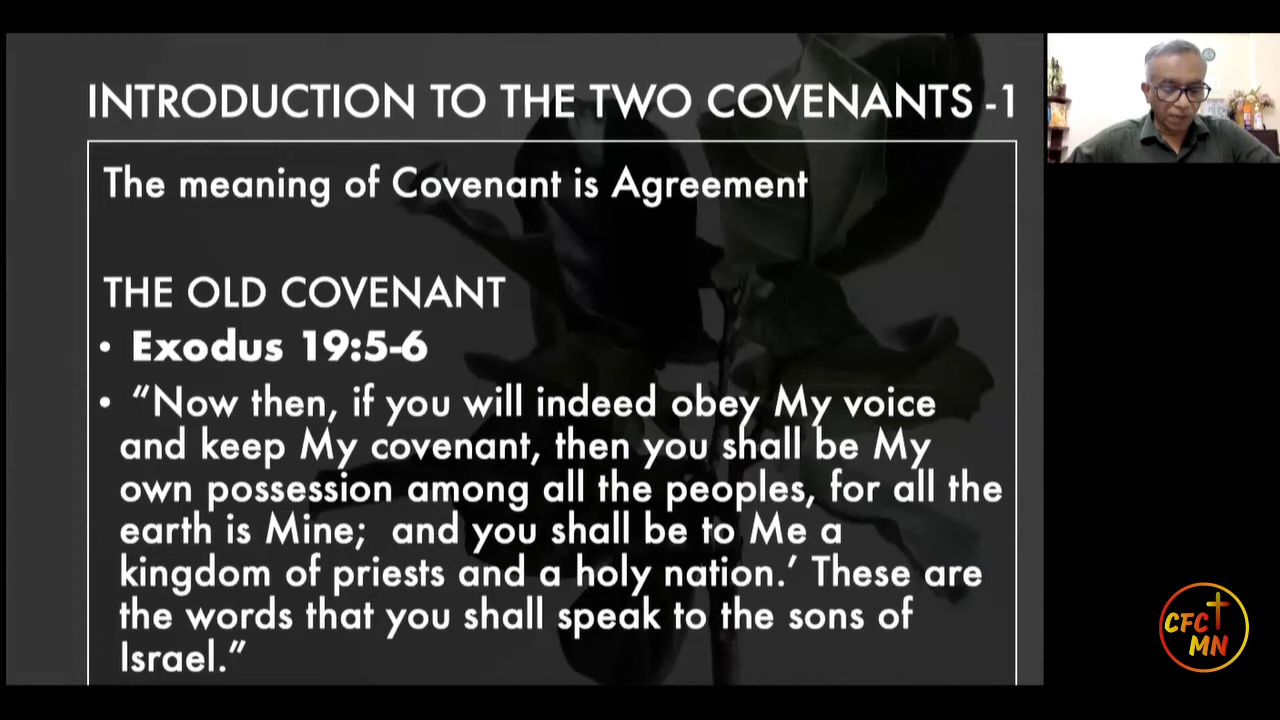 INTRODUCTION TO THE TWO COVENANTS -1
The meaning of Covenant is Agreement
THE OLD COVENANT
• Exodus 19:5-6
• “Now then, if you will indeed obey My voice
and keep My covenant, then you shall be My
own possession among all the peoples, for all the
earth is Mine;  and you shall be to Me a
kingdom of priests and a holy nation.’ These are
the words that you shall speak to the sons of
Israel.”
CFC
MN